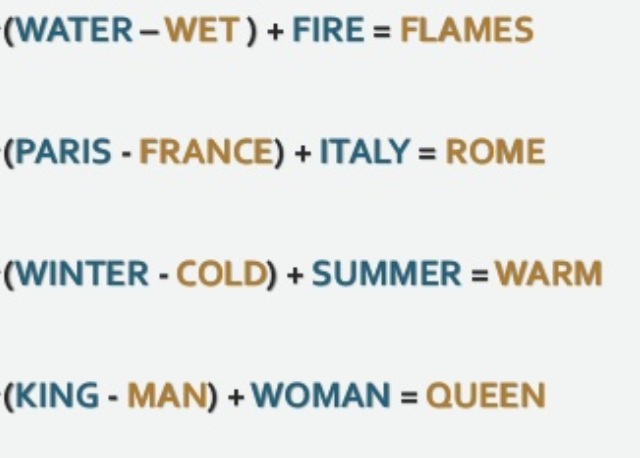 (WATER – WET ) + FIRE = FLAMES
(PARIS - FRANCE) + ITALY = ROME
(WINTER - COLD) + SUMMER = WARM
(KING - MAN) + WOMAN = QUEEN